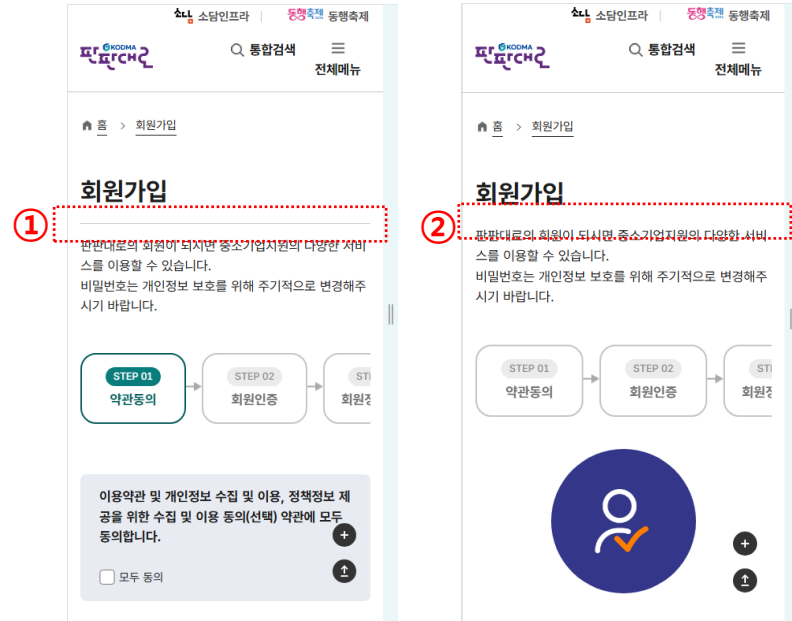 소담 소담인프라
동행축제 동행축제
KODMA
판판대로
통합검색
전체메뉴
홈 > 회원가입
회원가입
①
판판대로의 회원이 되시면 중소기업지원의 다양한 서비
스를 이용할 수 있습니다.
비밀번호는 개인정보 보호를 위해 주기적으로 변경해주
시기 바랍니다.
STEP 01
약관동의
STEP 02
회원인증
이용약관 및 개인정보 수집 및 이용, 정책정보 제
공을 위한 수집 및 이용 동의(선택) 약관에 모두
동의합니다.
모두 동의
소담 소담인프라
동행축제 동행축제
KODMA
판판대로
통합검색
전체메뉴
홈 > 회원가입
회원가입
②
판판대로의 회원이 되시면 중소기업지원의 다양한 서비
스를 이용할 수 있습니다.
비밀번호는 개인정보 보호를 위해 주기적으로 변경해주
시기 바랍니다.
STEP 01
약관동의
STEP 02
회원인증